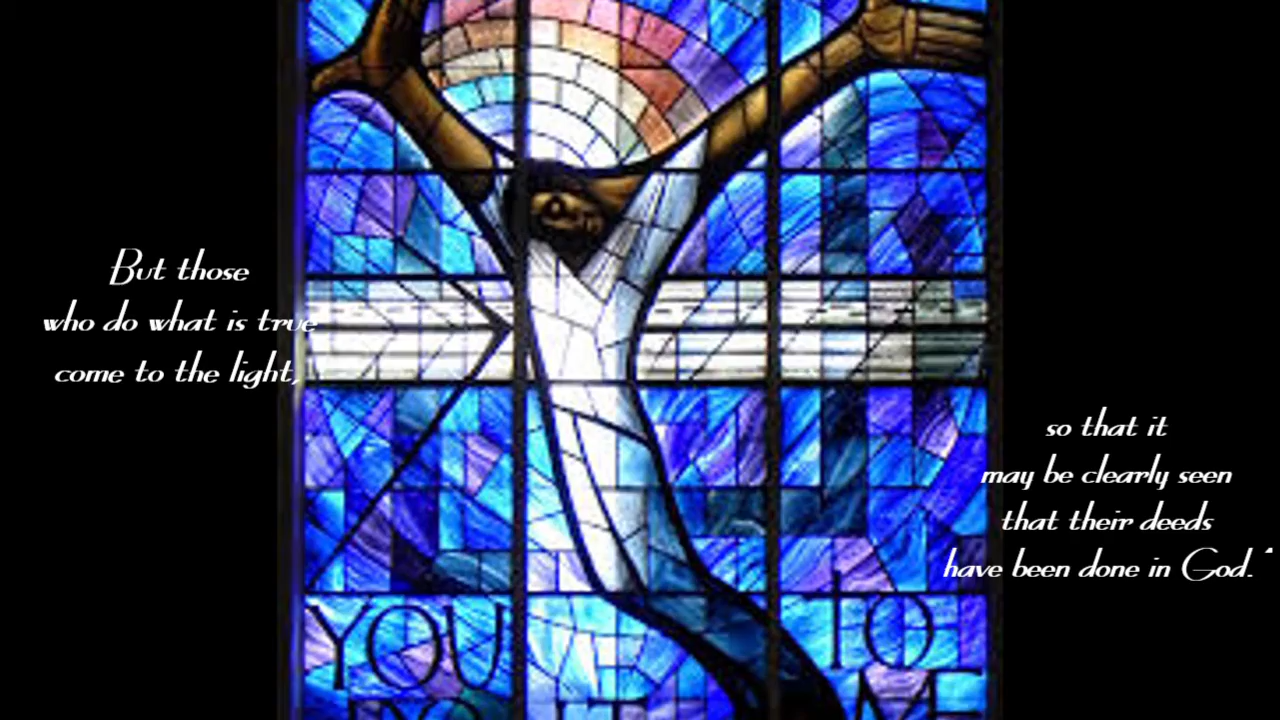 But those
who do what is true
come to the light,
so that it
may be clearly seen
that their deeds
have been done in God.‘
YOU TO
DO ME